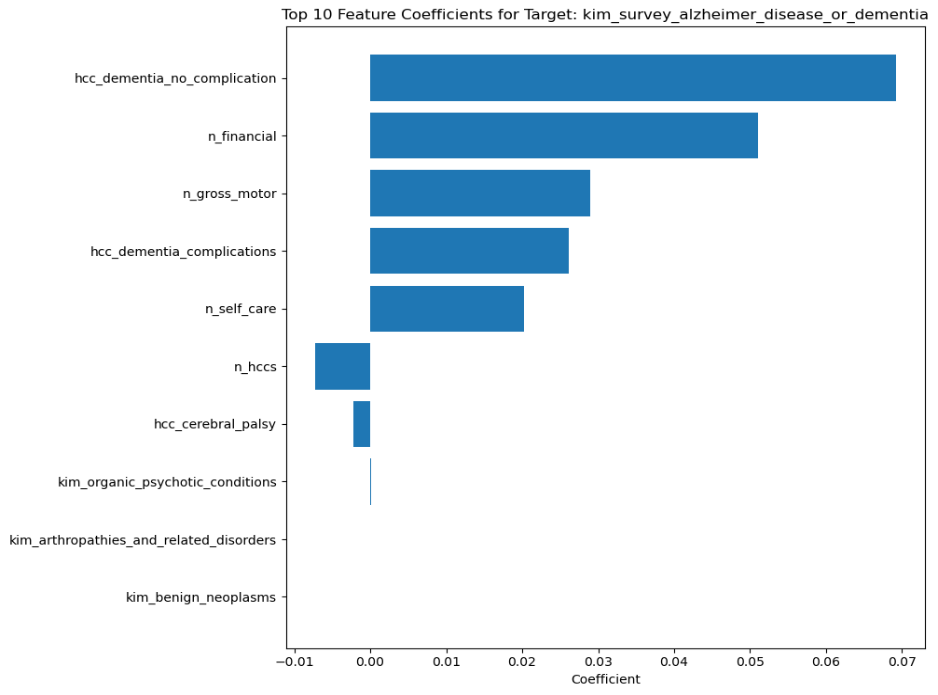 Top 10 Feature Coefficients for Target: kim_survey_alzheimer_disease_or_dementia
hcc_dementia_no_complication
n_financial
n_gross_motor
hcc_dementia_complications
n_self_care
n_hccs
hcc_cerebral_palsy
kim_organic_psychotic_conditions
kim_arthropathies_and_related_disorders
kim_benign_neoplasms
−0.01 0.00 0.01 0.02 0.03 0.04 0.05 0.06 0.07
Coefficient